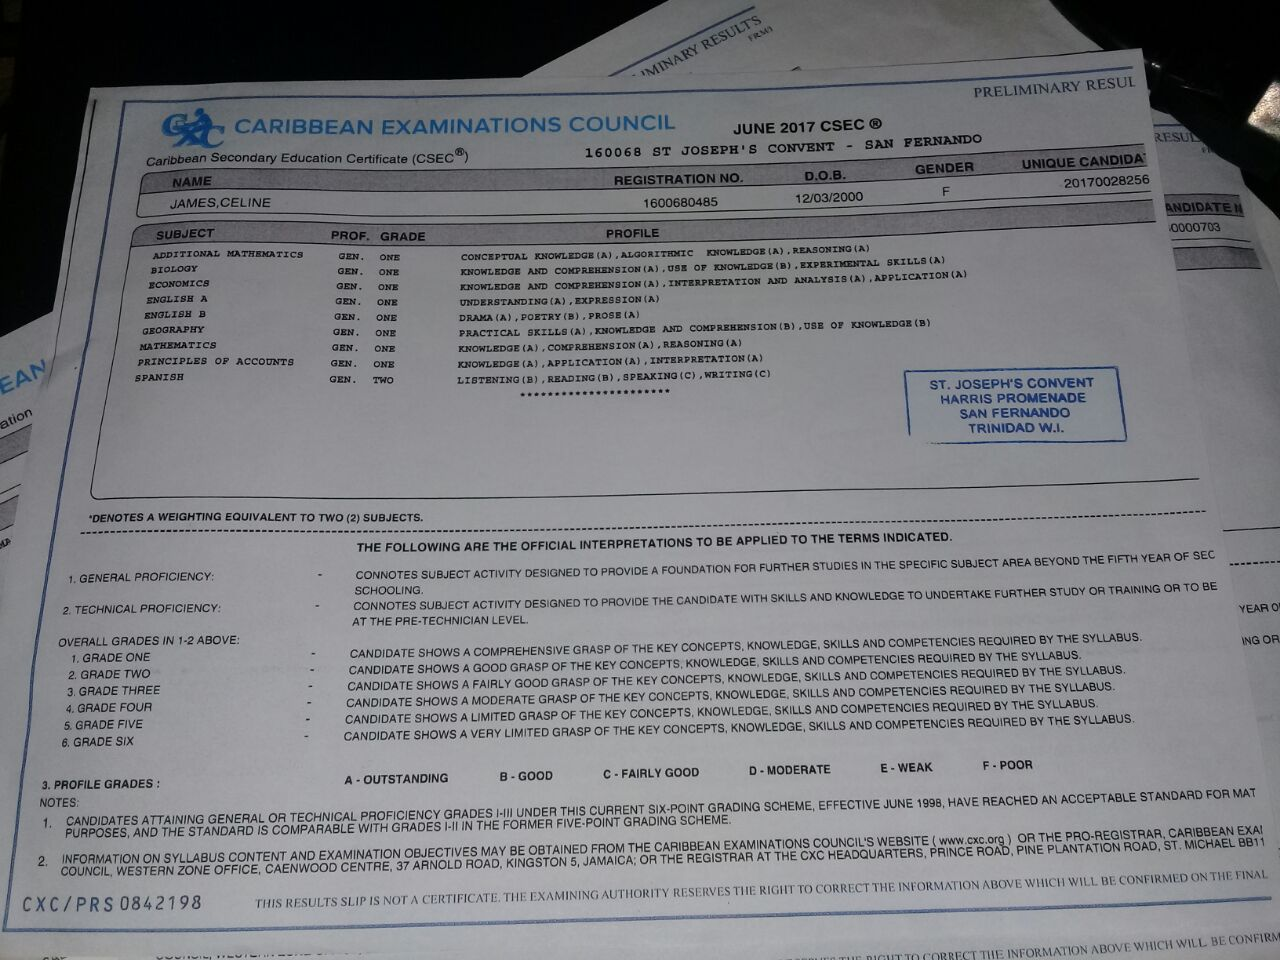 LIMINARY RESULTS
FRM3
PRELIMINARY RESUL
CXC CARIBBEAN EXAMINATIONS COUNCIL
JUNE 2017 CSEC ®
Caribbean Secondary Education Certificate (CSEC®)
160068 ST JOSEPH'S CONVENT - SAN FERNANDO
NAME REGISTRATION NO. D.O.B. GENDER UNIQUE CANDIDA
JAMES,CELINE 1600680485 12/03/2000 F 20170028256
SUBJECT PROF. GRADE PROFILE
ADDITIONAL MATHEMATICS GEN. ONE CONCEPTUAL KNOWLEDGE(A),ALGORITHMIC KNOWLEDGE(A),REASONING(A)
BIOLOGY GEN. ONE KNOWLEDGE AND COMPREHENSION(A),USE OF KNOWLEDGE(B),EXPERIMENTAL SKILLS(A)
ECONOMICS GEN. ONE KNOWLEDGE AND COMPREHENSION(A),INTERPRETATION AND ANALYSIS(A),APPLICATION(A)
ENGLISH A GEN. ONE UNDERSTANDING(A),EXPRESSION(A)
ENGLISH B GEN. ONE DRAMA(A),POETRY(B),PROSE(A)
GEOGRAPHY GEN. ONE PRACTICAL SKILLS(A),KNOWLEDGE AND COMPREHENSION(B),USE OF KNOWLEDGE(B)
MATHEMATICS GEN. ONE KNOWLEDGE(A),COMPREHENSION(A),REASONING(A)
PRINCIPLES OF ACCOUNTS GEN. ONE KNOWLEDGE(A),APPLICATION(A),INTERPRETATION(A)
SPANISH GEN. TWO LISTENING(B),READING(B),SPEAKING(C),WRITING(C)
***********************
ST. JOSEPH'S CONVENT
HARRIS PROMENADE
SAN FERNANDO
TRINIDAD W.I.
*DENOTES A WEIGHTING EQUIVALENT TO TWO (2) SUBJECTS.
THE FOLLOWING ARE THE OFFICIAL INTERPRETATIONS TO BE APPLIED TO THE TERMS INDICATED.
1. GENERAL PROFICIENCY: - CONNOTES SUBJECT ACTIVITY DESIGNED TO PROVIDE A FOUNDATION FOR FURTHER STUDIES IN THE SPECIFIC SUBJECT AREA BEYOND THE FIFTH YEAR OF SEC
SCHOOLING.
2. TECHNICAL PROFICIENCY: - CONNOTES SUBJECT ACTIVITY DESIGNED TO PROVIDE THE CANDIDATE WITH SKILLS AND KNOWLEDGE TO UNDERTAKE FURTHER STUDY OR TRAINING OR TO BE
AT THE PRE-TECHNICIAN LEVEL.
OVERALL GRADES IN 1-2 ABOVE:
1. GRADE ONE - CANDIDATE SHOWS A COMPREHENSIVE GRASP OF THE KEY CONCEPTS, KNOWLEDGE, SKILLS AND COMPETENCIES REQUIRED BY THE SYLLABUS.
2. GRADE TWO - CANDIDATE SHOWS A GOOD GRASP OF THE KEY CONCEPTS, KNOWLEDGE, SKILLS AND COMPETENCIES REQUIRED BY THE SYLLABUS.
3. GRADE THREE - CANDIDATE SHOWS A FAIRLY GOOD GRASP OF THE KEY CONCEPTS, KNOWLEDGE, SKILLS AND COMPETENCIES REQUIRED BY THE SYLLABUS.
4. GRADE FOUR - CANDIDATE SHOWS A MODERATE GRASP OF THE KEY CONCEPTS, KNOWLEDGE, SKILLS AND COMPETENCIES REQUIRED BY THE SYLLABUS.
5. GRADE FIVE - CANDIDATE SHOWS A LIMITED GRASP OF THE KEY CONCEPTS, KNOWLEDGE, SKILLS AND COMPETENCIES REQUIRED BY THE SYLLABUS.
6. GRADE SIX - CANDIDATE SHOWS A VERY LIMITED GRASP OF THE KEY CONCEPTS, KNOWLEDGE, SKILLS AND COMPETENCIES REQUIRED BY THE SYLLABUS.
3. PROFILE GRADES : A - OUTSTANDING B - GOOD C - FAIRLY GOOD D - MODERATE E - WEAK F - POOR
NOTES:
1. CANDIDATES ATTAINING GENERAL OR TECHNICAL PROFICIENCY GRADES I-III UNDER THIS CURRENT SIX-POINT GRADING SCHEME, EFFECTIVE JUNE 1998, HAVE REACHED AN ACCEPTABLE STANDARD FOR MAT
PURPOSES, AND THE STANDARD IS COMPARABLE WITH GRADES I-II IN THE FORMER FIVE-POINT GRADING SCHEME.
2. INFORMATION ON SYLLABUS CONTENT AND EXAMINATION OBJECTIVES MAY BE OBTAINED FROM THE CARIBBEAN EXAMINATIONS COUNCIL'S WEBSITE ( www.cxc.org ) OR THE PRO-REGISTRAR, CARIBBEAN EXAI
COUNCIL, WESTERN ZONE OFFICE, CAENWOOD CENTRE, 37 ARNOLD ROAD, KINGSTON 5, JAMAICA; OR THE REGISTRAR AT THE CXC HEADQUARTERS, PRINCE ROAD, PINE PLANTATION ROAD, ST. MICHAEL BB11
CXC/PRS 0842198 THIS RESULTS SLIP IS NOT A CERTIFICATE. THE EXAMINING AUTHORITY RESERVES THE RIGHT TO CORRECT THE INFORMATION ABOVE WHICH WILL BE CONFIRMED ON THE FINAL
RESUL
ANDIDATE N
0000703
YEAR O
ING OR
EAN
ation
THE RIGHT TO CORRECT THE INFORMATION ABOVE WHICH WILL BE CONFIRM